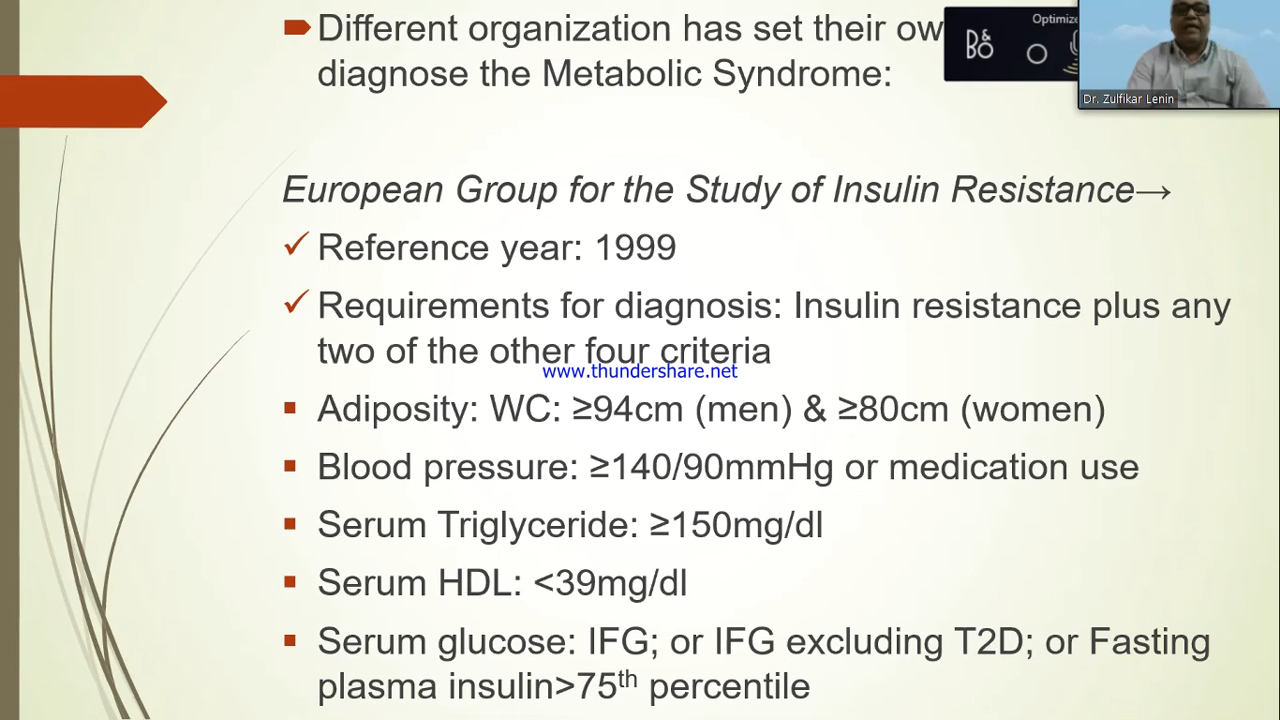 Different organization has set their ow
diagnose the Metabolic Syndrome:
Optimize
B&O
Dr. Zulfikar Lenin
European Group for the Study of Insulin Resistance→
✓ Reference year: 1999
✓ Requirements for diagnosis: Insulin resistance plus any
two of the other four criteria
www.thundershare.net
▪ Adiposity: WC: ≥94cm (men) & ≥80cm (women)
▪ Blood pressure: ≥140/90mmHg or medication use
▪ Serum Triglyceride: ≥150mg/dl
▪ Serum HDL: <39mg/dl
▪ Serum glucose: IFG; or IFG excluding T2D; or Fasting
plasma insulin>75th percentile